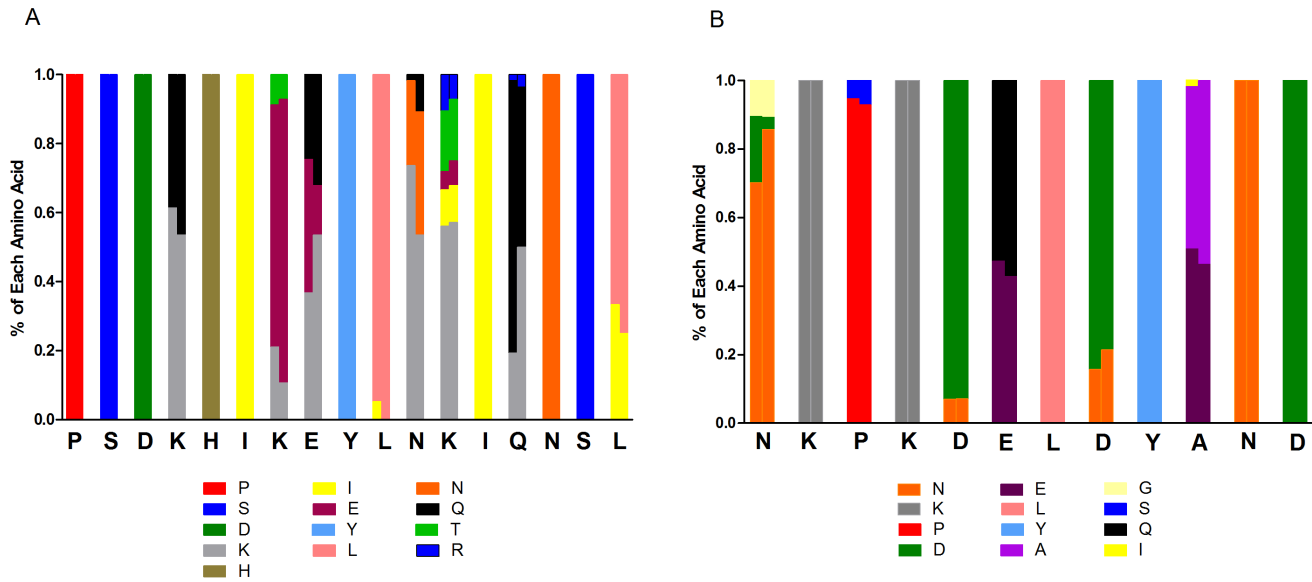 A
% of Each Amino Acid
1.0
0.8
0.6
0.4
0.2
0.0
P S D K H I K E Y L N K I Q N S L
P I N
S E Q
D Y T
K L R
H
B
% of Each Amino Acid
1.0
0.8
0.6
0.4
0.2
0.0
N K P K D E L D Y A N D
N E G
K L S
P Y Q
D A I